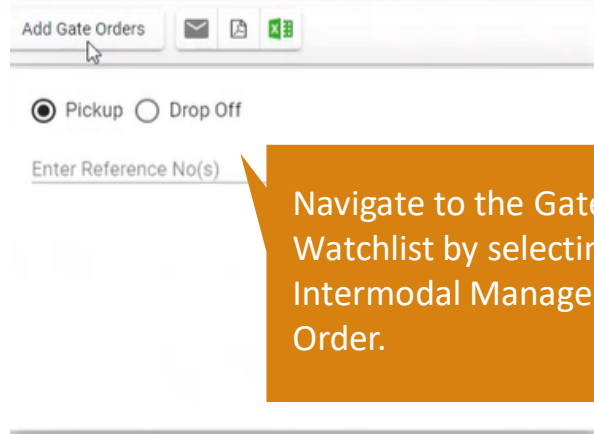 Add Gate Orders
Pickup Drop Off
Enter Reference No(s)
Navigate to the Gate
Watchlist by selectin
Intermodal Manage
Order.